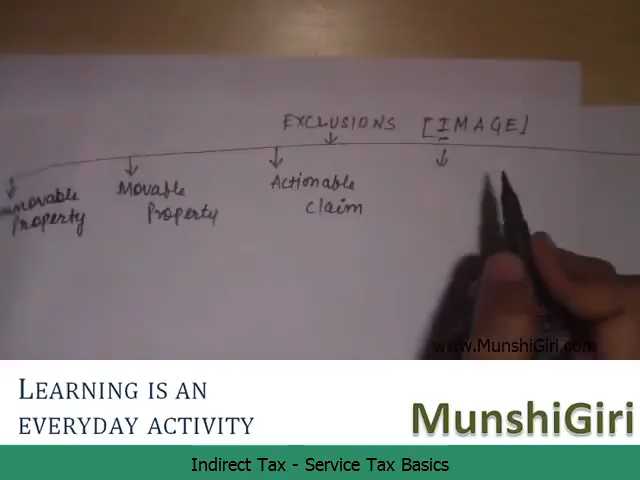 EXCLUSIONS [IMAGE]
Movable
Property
Actionable
Claim
Property
www.MunshiGiri.com
LEARNING IS AN
EVERYDAY ACTIVITY
MunshiGiri
Indirect Tax - Service Tax Basics